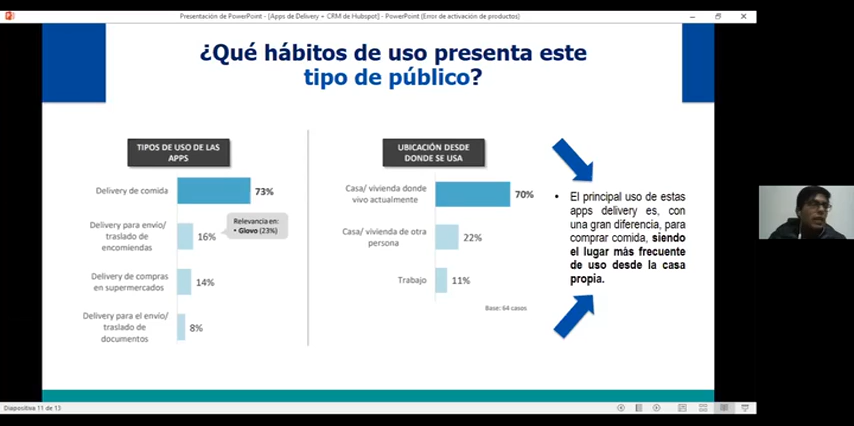 Presentación de PowerPoint - [Apps de Delivery + CRM de Hubspot] - PowerPoint (Error de activación de productos)
¿Qué hábitos de uso presenta este
tipo de público?
TIPOS DE USO DE LAS
APPS
Delivery de comida
73%
Delivery para envio/
traslado de
encomiendas
16%
Relevancia en:
• Glovo (23%)
Delivery de compras
en supermercados
14%
Delivery para el envio/
traslado de
documentos
8%
UBICACIÓN DESDE
DONDE SE USA
Casa/ vivienda donde
vivo actualmente
70%
Casa/ vivienda de otra
persona
22%
Trabajo
11%
Base: 64 casos
• El principal uso de estas
apps delivery es, con
una gran diferencia, para
comprar comida, siendo
el lugar más frecuente
de uso desde la casa
propia.
Diapositiva 11 de 13